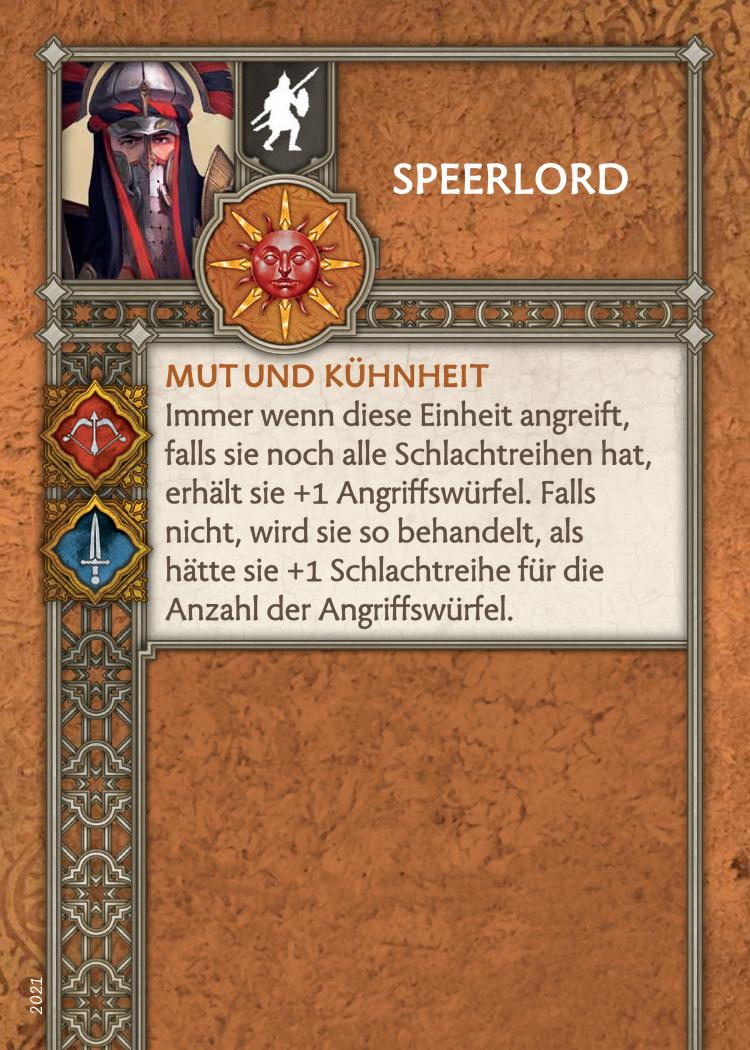 SPEERLORD
MUT UND KÜHNHEIT
Immer wenn diese Einheit angreift,
falls sie noch alle Schlachtreihen hat,
erhält sie +1 Angriffswürfel. Falls
nicht, wird sie so behandelt, als
hätte sie +1 Schlachtreihe für die
Anzahl der Angriffswürfel.
2021